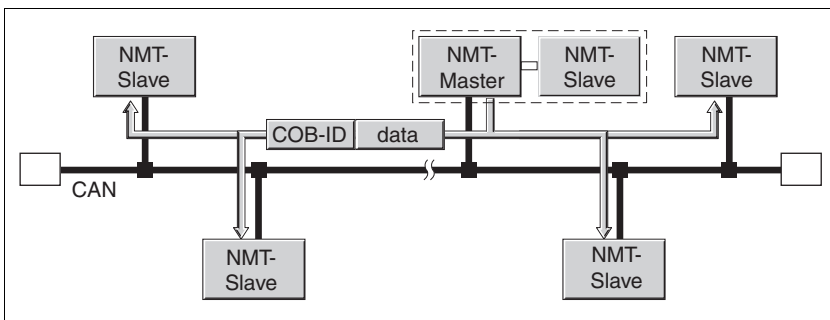 NMT-
Slave
NMT-
Master
NMT-
Slave
NMT-
Slave
COB-ID
data
CAN
NMT-
Slave
NMT-
Slave